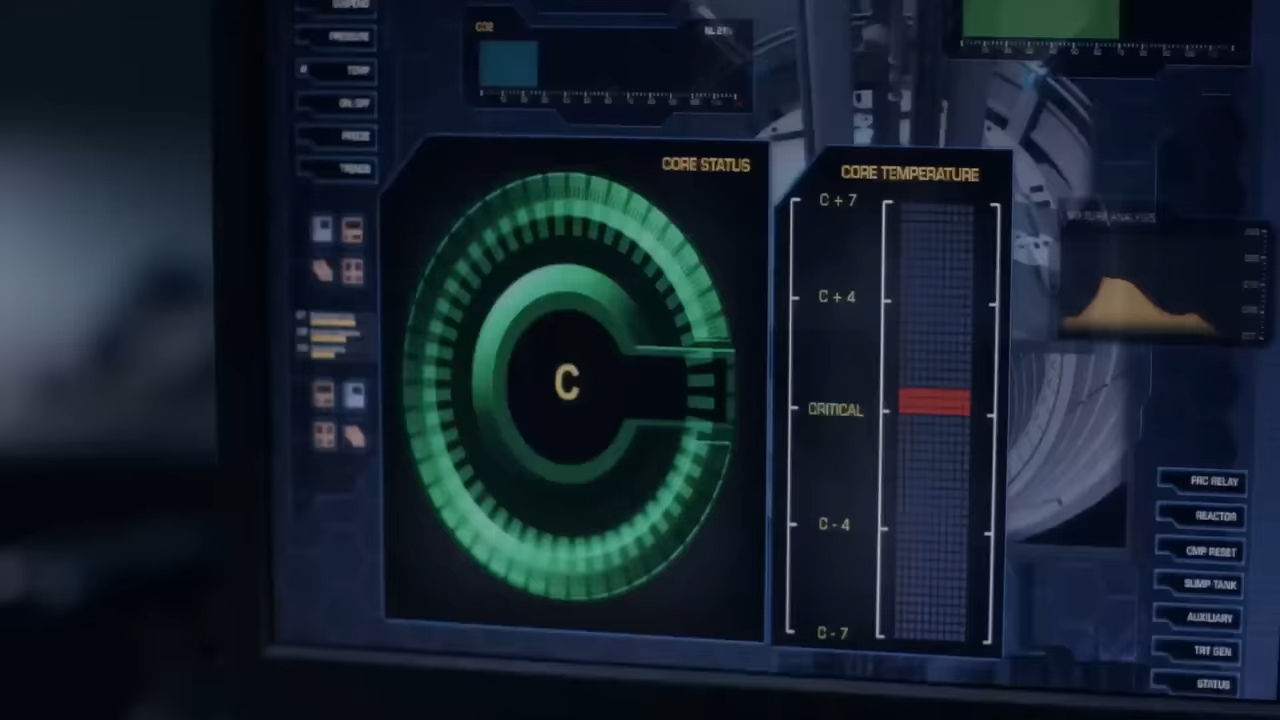 PRESSURE
TEMP
ON/OFF
FREEZE
TRENDS
CO2
CORE STATUS
C
CORE TEMPERATURE
C + 7
C + 4
CRITICAL
C - 4
C - 7
FRC RELAY
REACTOR
CMP RESET
SUMP TANK
AUXILIARY
TRT GEN
STATUS